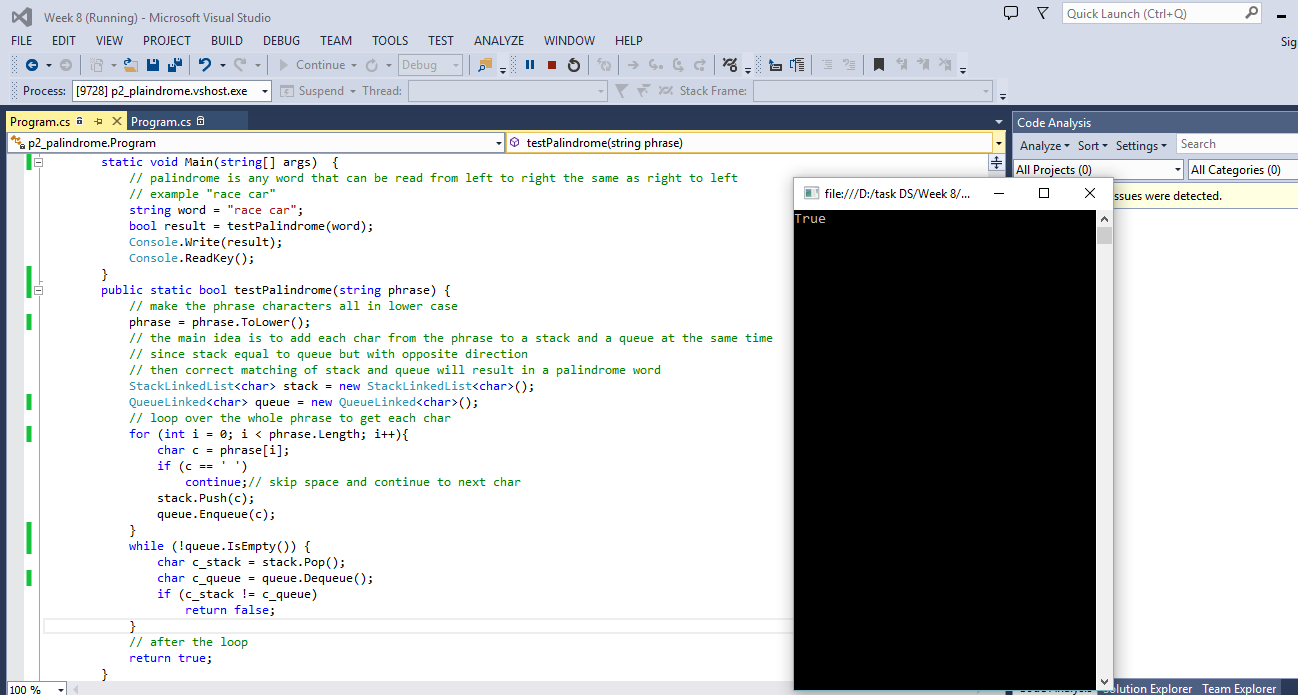 Week 8 (Running) - Microsoft Visual Studio
Quick Launch (Ctrl+Q)
FILE EDIT VIEW PROJECT BUILD DEBUG TEAM TOOLS TEST ANALYZE WINDOW HELP
Sig
Continue Debug
Process: [9728] p2_plaindrome.vshost.exe Suspend Thread: Stack Frame:
Program.cs Program.cs
Code Analysis
p2_palindrome.Program testPalindrome(string phrase)
Analyze Sort Settings Search
All Projects (0) All Categories (0)
ssues were detected.
file:///D:/task DS/Week 8/...
True
static void Main(string[] args)  {
// palindrome is any word that can be read from left to right the same as right to left
// example "race car"
string word = "race car";
bool result = testPalindrome(word);
Console.Write(result);
Console.ReadKey();
}
public static bool testPalindrome(string phrase) {
// make the phrase characters all in lower case
phrase = phrase.ToLower();
// the main idea is to add each char from the phrase to a stack and a queue at the same time
// since stack equal to queue but with opposite direction
// then correct matching of stack and queue will result in a palindrome word
StackLinkedList<char> stack = new StackLinkedList<char>();
QueueLinked<char> queue = new QueueLinked<char>();
// loop over the whole phrase to get each char
for (int i = 0; i < phrase.Length; i++){
char c = phrase[i];
if (c == ' ')
continue;// skip space and continue to next char
stack.Push(c);
queue.Enqueue(c);
}
while (!queue.IsEmpty()) {
char c_stack = stack.Pop();
char c_queue = queue.Dequeue();
if (c_stack != c_queue)
return false;
}
// after the loop
return true;
}
100 %
olution Explorer Team Explorer